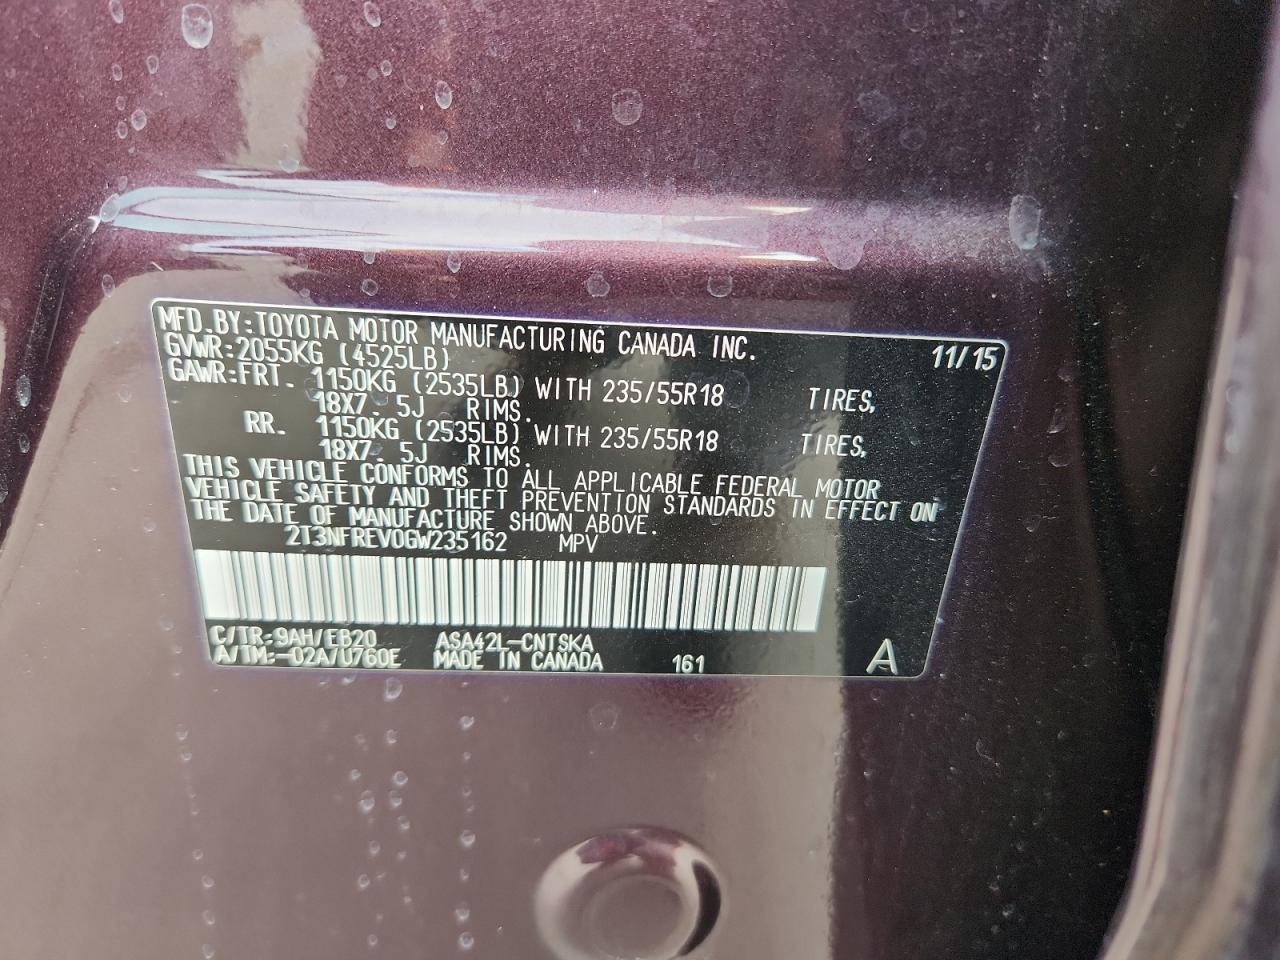 MFD.BY:TOYOTA MOTOR MANUFACTURING CANADA INC. 11/15
GVWR:2055KG (4525LB)
GAWR:FRT. 1150KG (2535LB) WITH 235/55R18 TIRES,
18X7.5J RIMS.
RR. 1150KG (2535LB) WITH 235/55R18 TIRES,
18X7.5J RIMS.
THIS VEHICLE CONFORMS TO ALL APPLICABLE FEDERAL MOTOR
VEHICLE SAFETY AND THEFT PREVENTION STANDARDS IN EFFECT ON
THE DATE OF MANUFACTURE SHOWN ABOVE.
2T3NFREV0GW235162 MPV
C/TR:9AH/EB20 ASA42L-CNTSKA
A/TM:-02A/U760E MADE IN CANADA 161 A